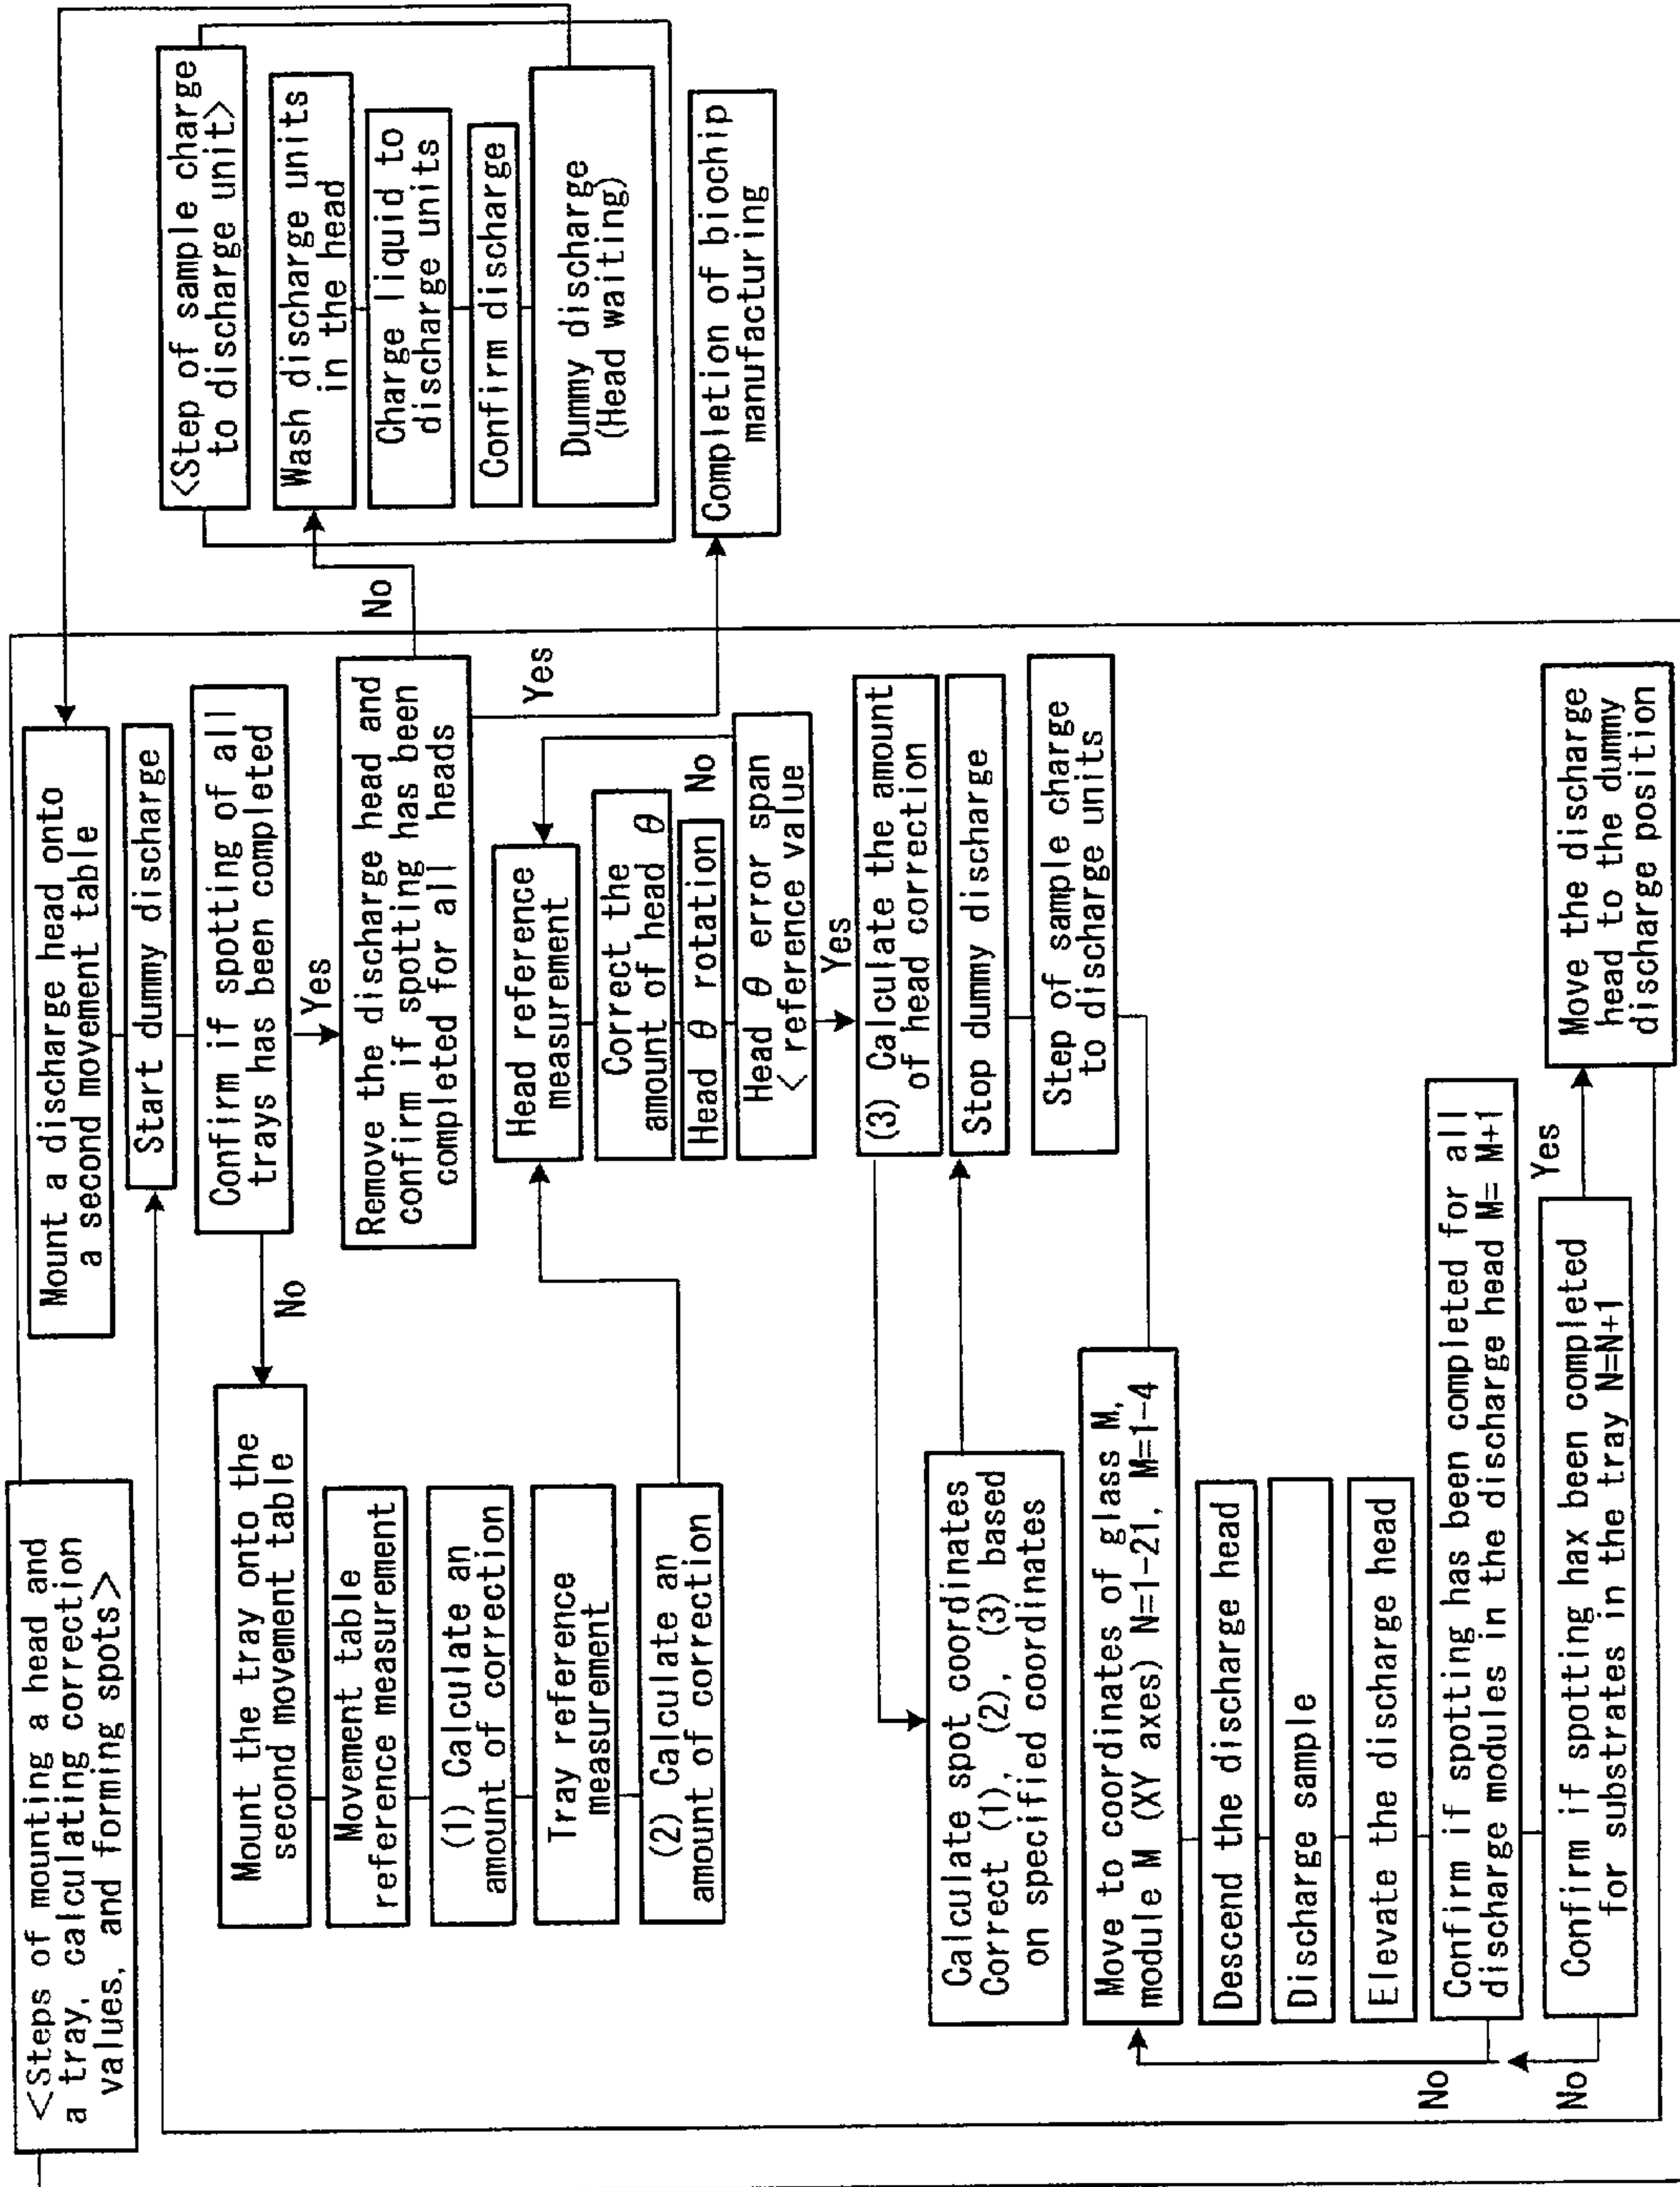 <Steps of mounting a head and
a tray, calculating correction
values, and forming spots>
Mount a discharge head onto
a second movement table
Start dummy discharge
Confirm if spotting of all
trays has been completed
No
Yes
Mount the tray onto the
second movement table
Movement table
reference measurement
(1) Calculate an
amount of correction
Tray reference
measurement
(2) Calculate an
amount of correction
Remove the discharge head and
confirm if spotting has been
completed for all heads
No
Yes
<Step of sample charge
to discharge unit>
Wash discharge units
in the head
Charge liquid to
discharge units
Confirm discharge
Dummy discharge
(Head waiting)
Completion of biochip
manufacturing
Head reference
measurement
Correct the
amount of head θ
Head θ rotation
No
Head θ error span
< reference value
Yes
(3) Calculate the amount
of head correction
Calculate spot coordinates
Correct (1), (2), (3) based
on specified coordinates
Stop dummy discharge
Step of sample charge
to discharge units
Move to coordinates of glass M,
module M (XY axes) N=1-21, M=1-4
Descend the discharge head
Discharge sample
Elevate the discharge head
Confirm if spotting has been completed for all
discharge modules in the discharge head M= M+1
No
Confirm if spotting hax been completed
for substrates in the tray N=N+1
No
Yes
Move the discharge
head to the dummy
discharge position